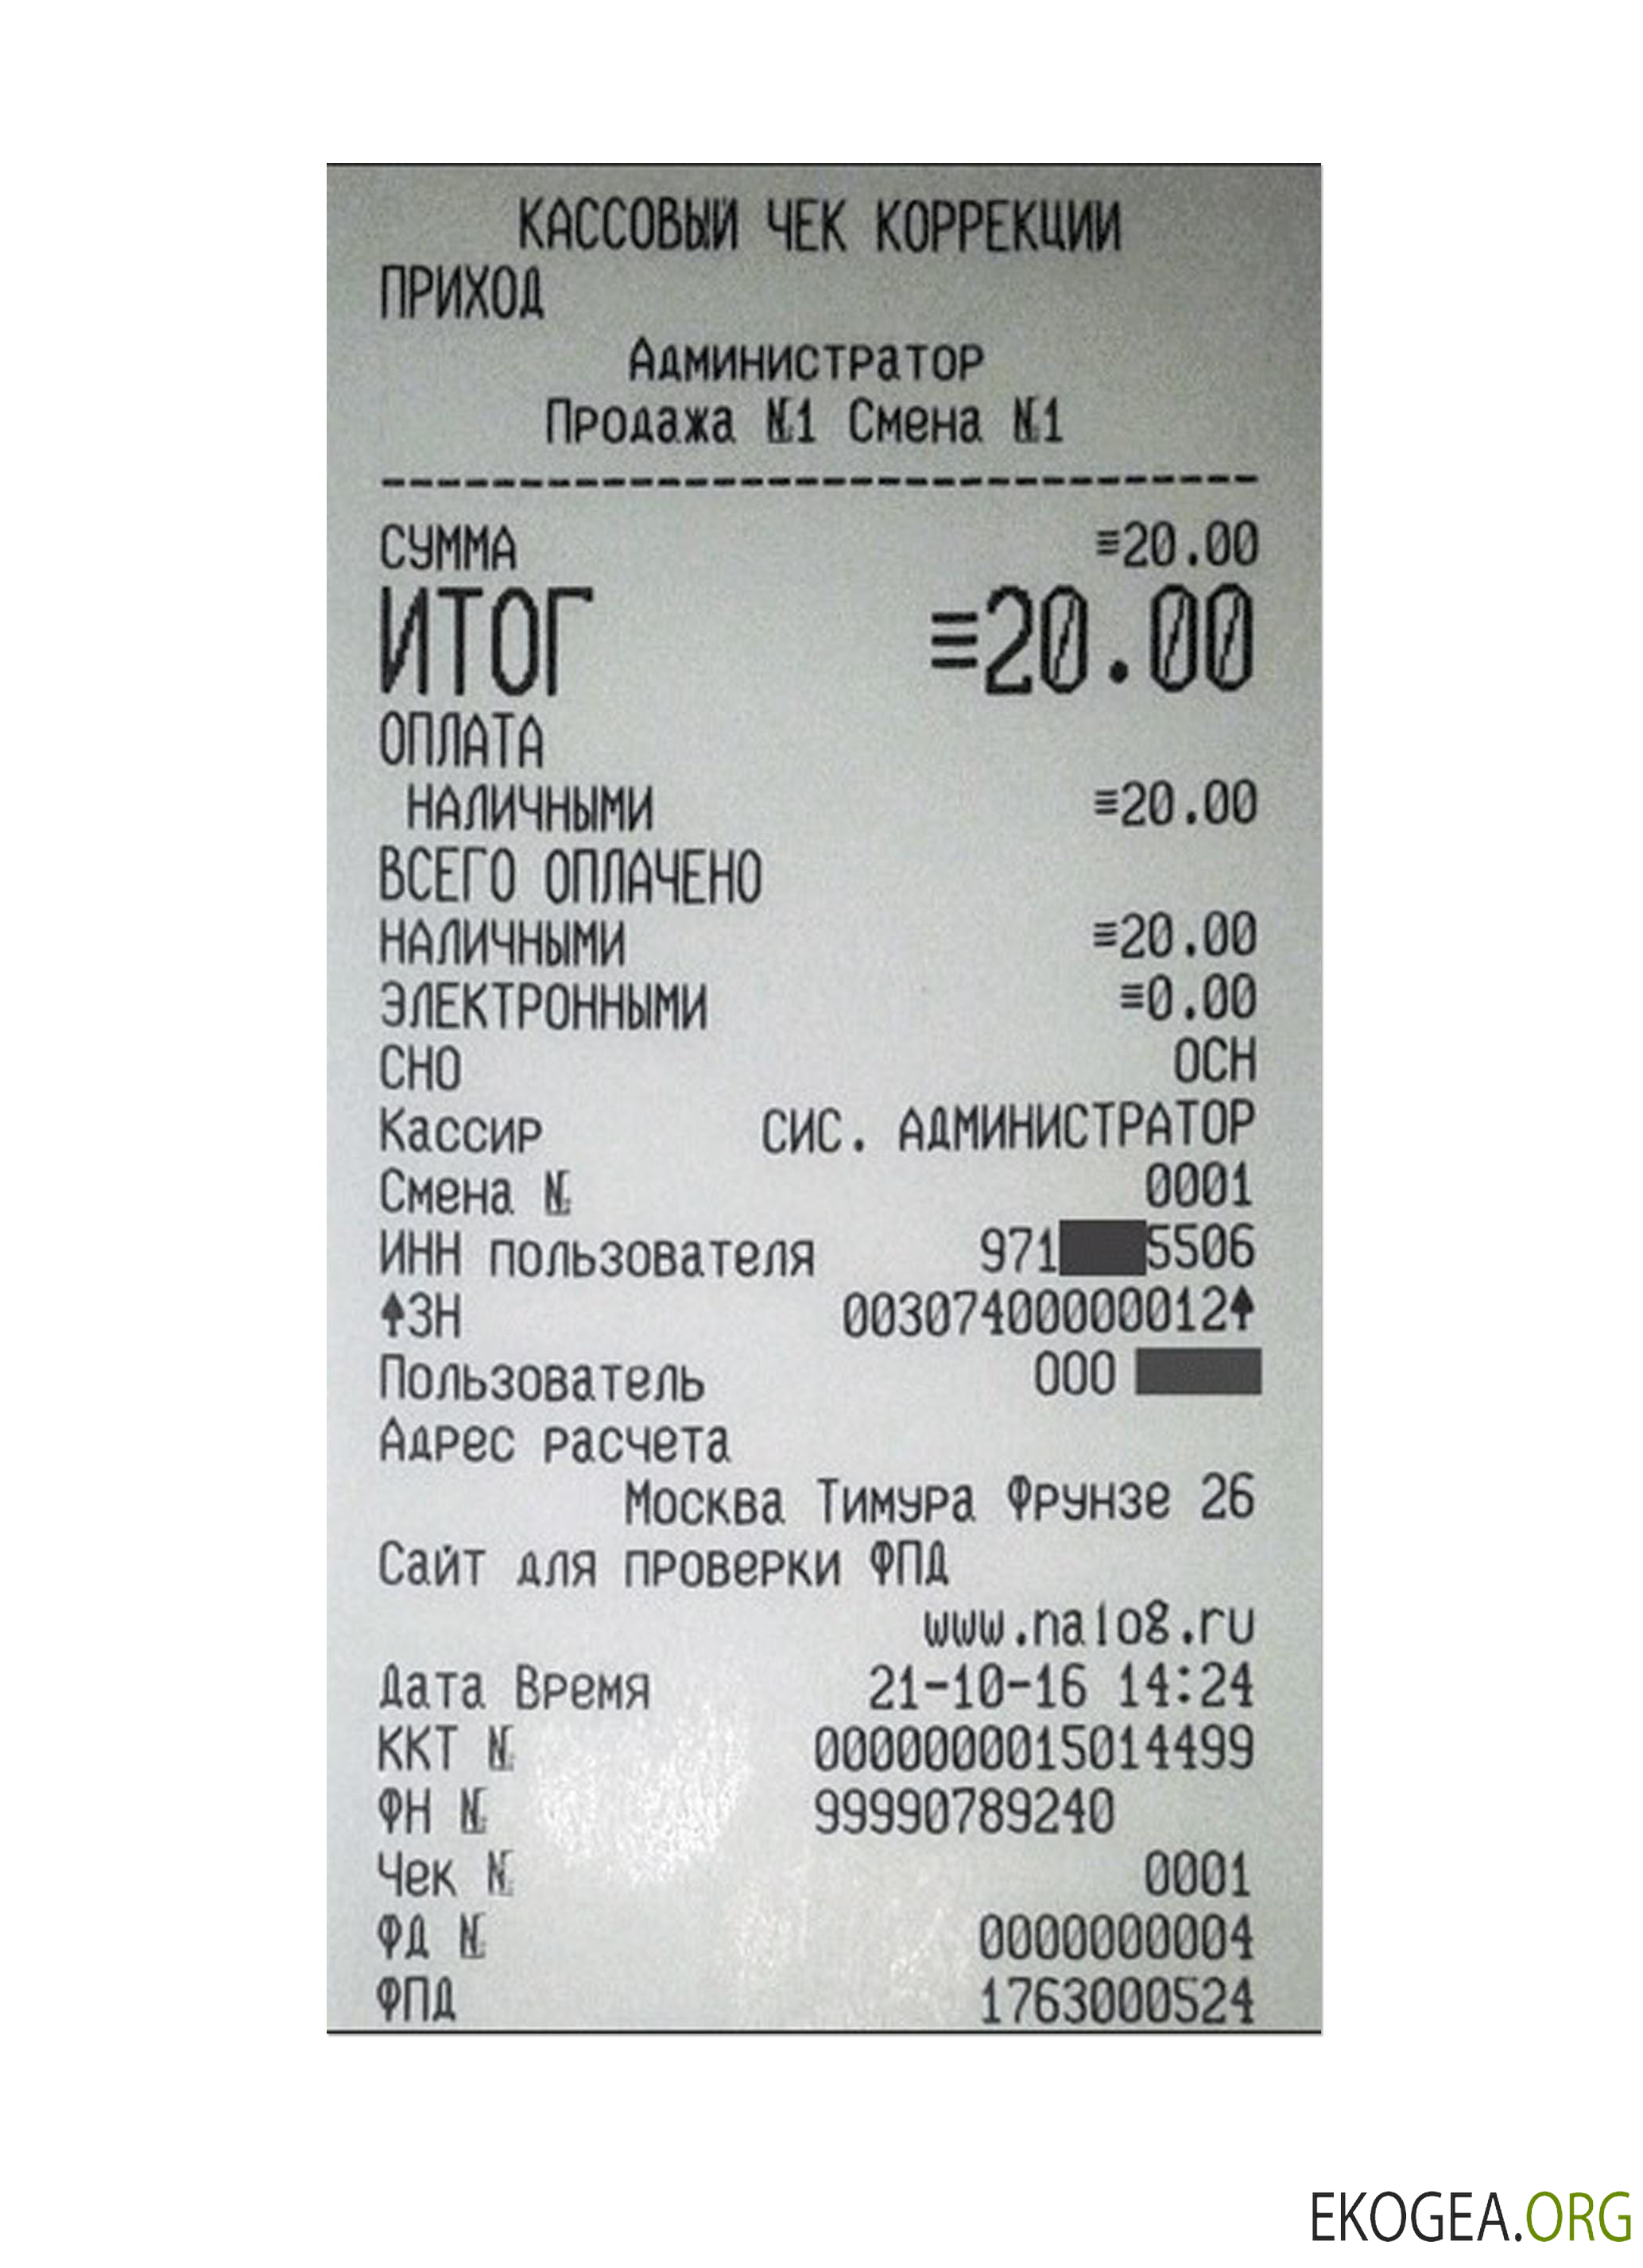 КАССОВЫЙ ЧЕК КОРРЕКЦИИ
ПРИХОД
Администратор
Продажа №1 Смена №1
--------------------------------
СУММА ≡20.00
ИТОГ ≡20.00
ОПЛАТА
НАЛИЧНЫМИ ≡20.00
ВСЕГО ОПЛАЧЕНО
НАЛИЧНЫМИ ≡20.00
ЭЛЕКТРОННЫМИ ≡0.00
СНО ОСН
Кассир СИС. АДМИНИСТРАТОР
Смена № 0001
ИНН пользователя 971 5506
ЗН 00307400000012
Пользователь ООО
Адрес расчета
Москва Тимура Фрунзе 26
Сайт для проверки ФПД
www.nalog.ru
Дата Время 21-10-16 14:24
ККТ № 0000000015014499
ФН № 99990789240
Чек № 0001
ФД № 0000000004
ФПД 1763000524
EKOGEA.ORG